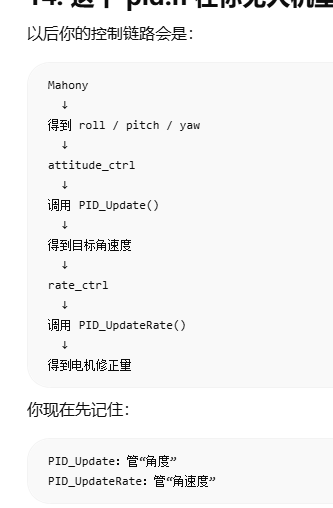 14. 这个 pid.h 在你无人机里
以后你的控制链路会是：
Mahony
↓
得到 roll / pitch / yaw
↓
attitude_ctrl
↓
调用 PID_Update()
↓
得到目标角速度
↓
rate_ctrl
↓
调用 PID_UpdateRate()
↓
得到电机修正量
你现在先记住：
PID_Update：管“角度”
PID_UpdateRate：管“角速度”